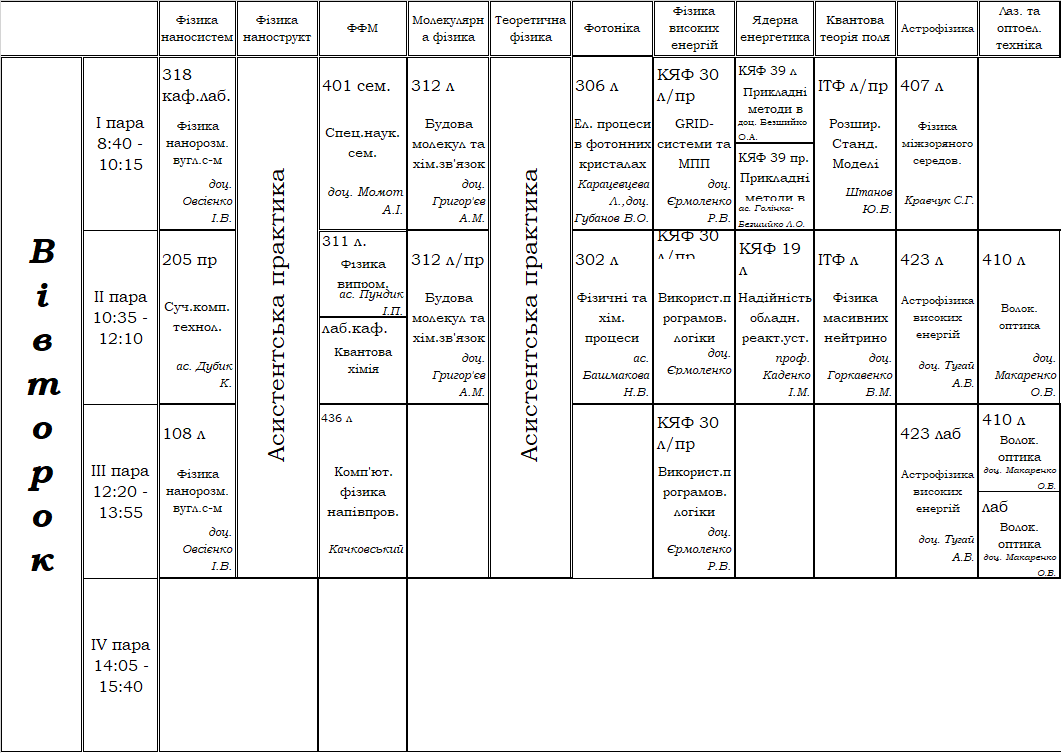 Фізика
наносистем
Фізика
нанострукт
ФФМ
Молекулярн
а фізика
Теоретична
фізика
Фотоніка
Фізика
високих
енергій
Ядерна
енергетика
Квантова
теорія поля
Астрофізика
Лаз. та
оптоел.
техніка
Вівторок
І пара
8:40 -
10:15
318
каф.лаб.
Фізика
нанорозм.
вугл.с-м
доц.
Овсієнко
І.В.
Асистентська практика
401 сем.
Спец.наук.
сем.
доц. Момот
А.І.
312 л
Будова
молекул та
хім.зв'язок
доц.
Григор'єв
А.М.
Асистентська практика
306 л
Ел. процеси
в фотонних
кристалах
Карацевцева
Л.,доц.
Губанов В.О.
КЯФ 30
л/пр
GRID-
системи та
МПП
доц.
Єрмоленко
Р.В.
КЯФ 39 л
Прикладні
методи в
доц. Безшийко
О.А.
КЯФ 39 пр.
Прикладні
методи в
ас. Голінка-
Безшийко Л.О.
ІТФ л/пр
Розшир.
Станд.
Моделі
Штанов
Ю.В.
407 л
Фізика
міжзоряного
середов.
Кравчук С.Г.
ІІ пара
10:35 -
12:10
205 пр
Суч.комп.
технол.
ас. Дубик
К.
311 л.
Фізика
випром.
ас. Пундик
І.П.
лаб.каф.
Квантова
хімія
312 л/пр
Будова
молекул та
хім.зв'язок
доц.
Григор'єв
А.М.
302 л
Фізичні та
хім.
процеси
ас.
Башмакова
Н.В.
КЯФ 30
л/пр
Використ.п
рограмов.
логіки
доц.
Єрмоленко
КЯФ 19
л
Надійність
обладн.
реакт.уст.
проф.
Каденко
І.М.
ІТФ л
Фізика
масивних
нейтрино
доц.
Горкавенко
В.М.
423 л
Астрофізика
високих
енергій
доц. Тугай
А.В.
410 л
Волок.
оптика
доц.
Макаренко
О.В.
ІІІ пара
12:20 -
13:55
108 л
Фізика
нанорозм.
вугл.с-м
доц.
Овсієнко
І.В.
436 л
Комп'ют.
фізика
напівпров.
Качковський
КЯФ 30
л/пр
Використ.п
рограмов.
логіки
доц.
Єрмоленко
Р.В.
423 лаб
Астрофізика
високих
енергій
доц. Тугай
А.В.
410 л
Волок.
оптика
доц. Макаренко
О.В.
лаб
Волок.
оптика
доц. Макаренко
О.В.
ІV пара
14:05 -
15:40